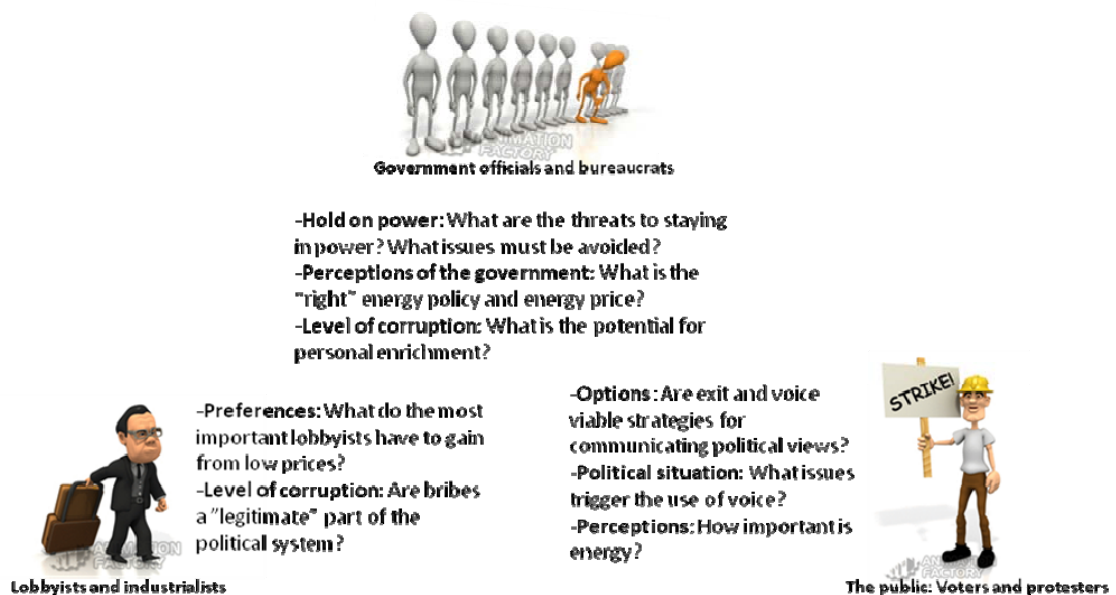 ANIMATION
FACTORY
Government officials and bureaucrats
-Hold on power: What are the threats to staying
in power? What issues must be avoided?
-Perceptions of the government: What is the
"right" energy policy and energy price?
-Level of corruption: What is the potential for
personal enrichment?
-Preferences: What do the most
important lobbyists have to gain
from low prices?
-Level of corruption: Are bribes
a "legitimate" part of the
political system?
-Options: Are exit and voice
viable strategies for
communicating political views?
-Political situation: What issues
trigger the use of voice?
-Perceptions: How important is
energy?
STRIKE!
ANIMATION
FACTORY
Lobbyists and industrialists
FACTORY
The public: Voters and protesters